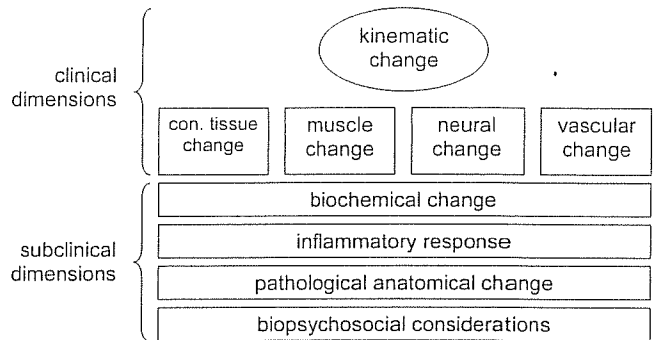 kinematic
change
clinical
dimensions
con. tissue
change
muscle
change
neural
change
vascular
change
biochemical change
inflammatory response
subclinical
dimensions
pathological anatomical change
biopsychosocial considerations